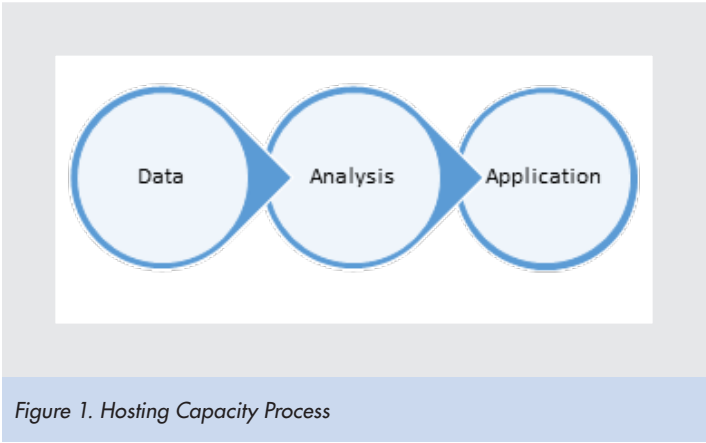 Data Analysis Application
Figure 1. Hosting Capacity Process